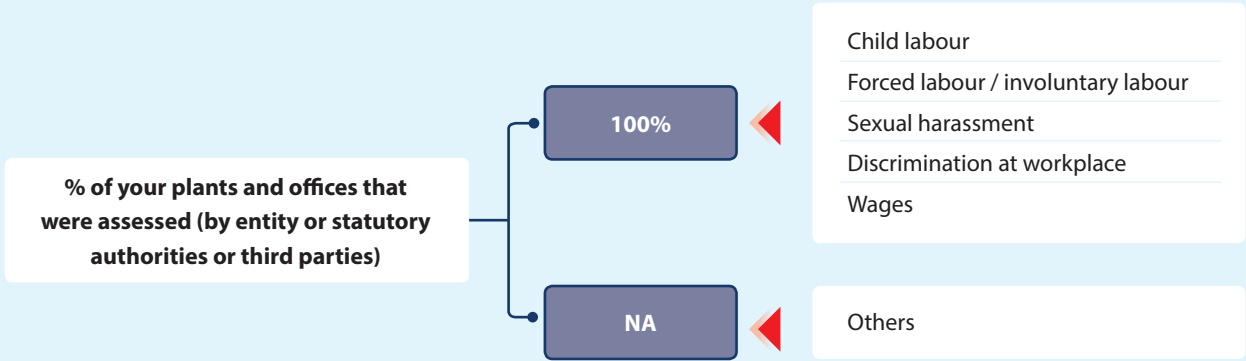 % of your plants and offices that
were assessed (by entity or statutory
authorities or third parties)
100%
Child labour
Forced labour / involuntary labour
Sexual harassment
Discrimination at workplace
Wages
NA
Others